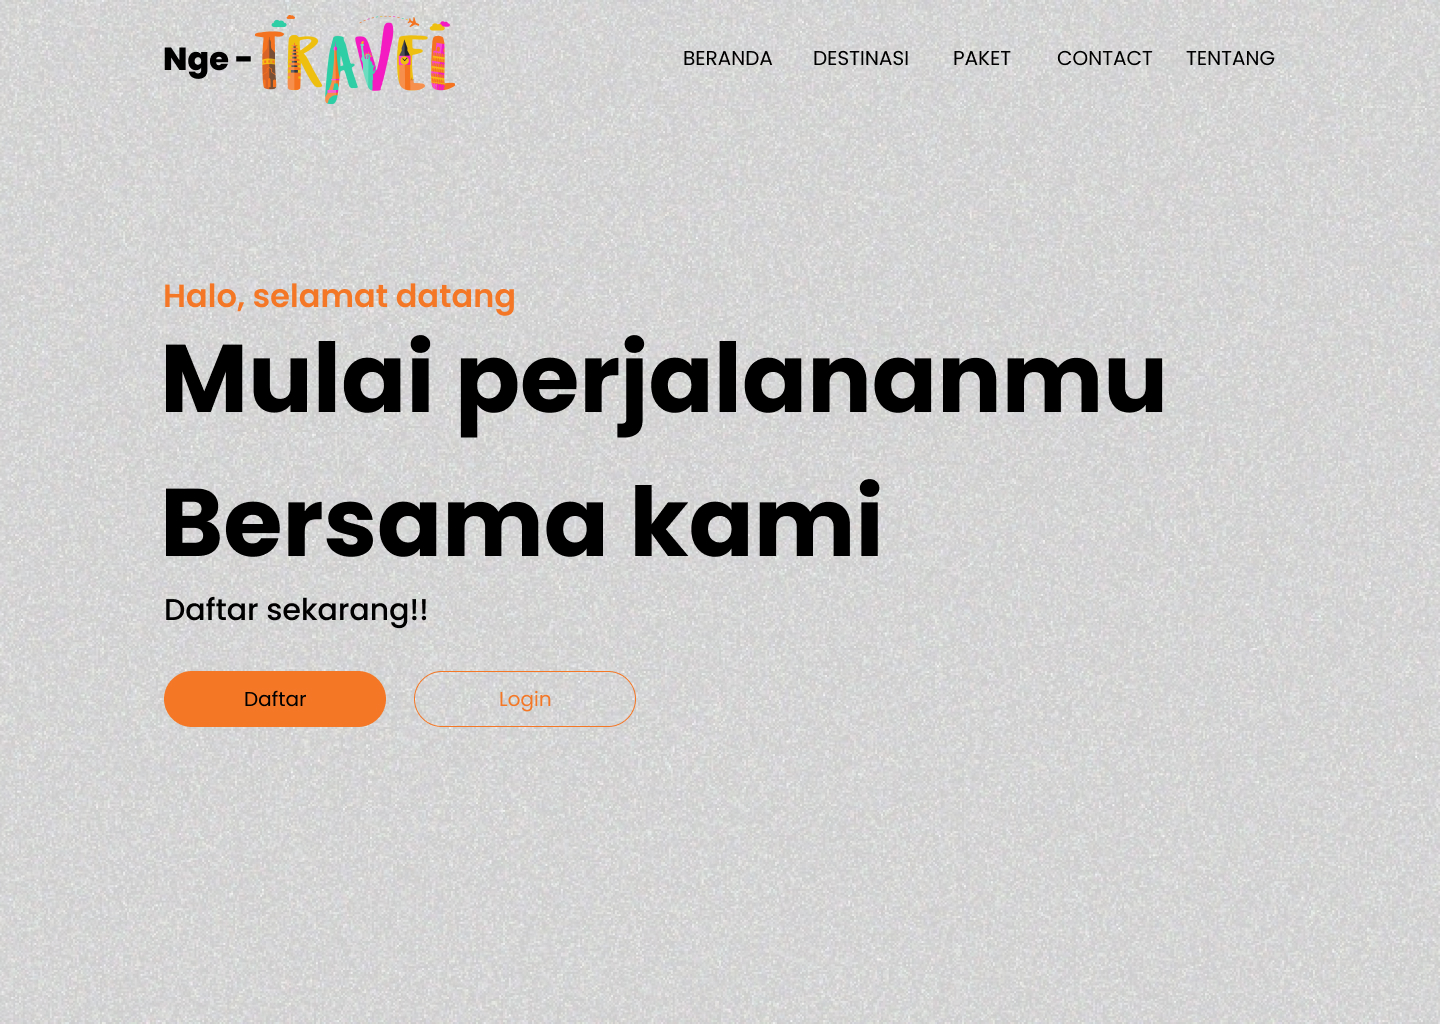 Nge - TRAVEL
BERANDA DESTINASI PAKET CONTACT TENTANG
Halo, selamat datang
Mulai perjalananmu
Bersama kami
Daftar sekarang!!
Daftar Login